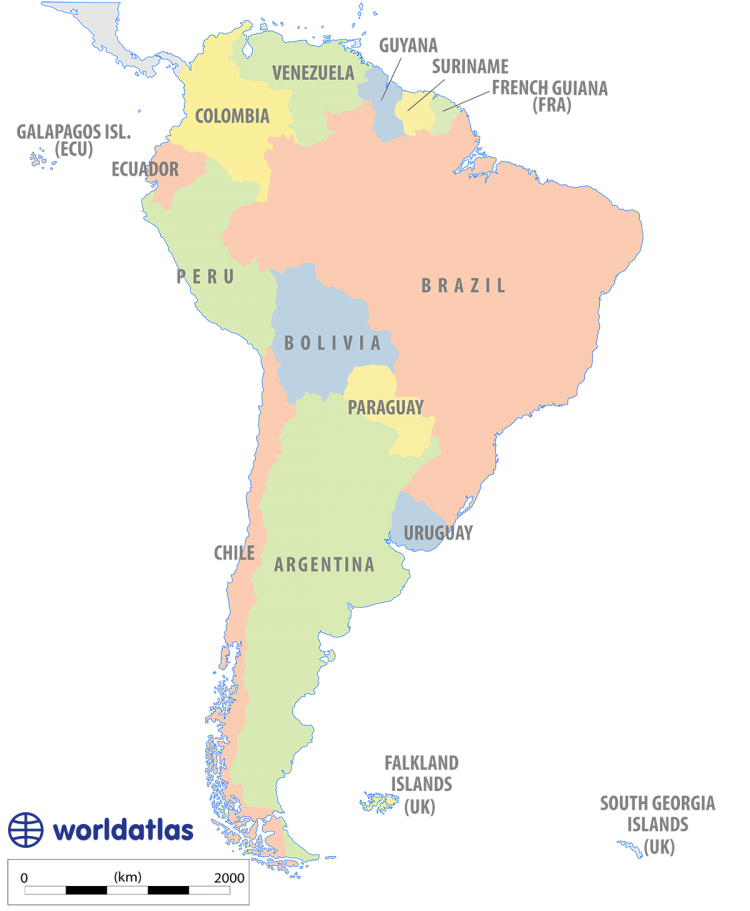 GUYANA
SURINAME
VENEZUELA
FRENCH GUIANA
(FRA)
COLOMBIA
GALAPAGOS ISL.
(ECU)
ECUADOR
PERU
BRAZIL
BOLIVIA
PARAGUAY
URUGUAY
CHILE
ARGENTINA
FALKLAND
ISLANDS
(UK)
SOUTH GEORGIA
ISLANDS
(UK)
worldatlas
0 (km) 2000